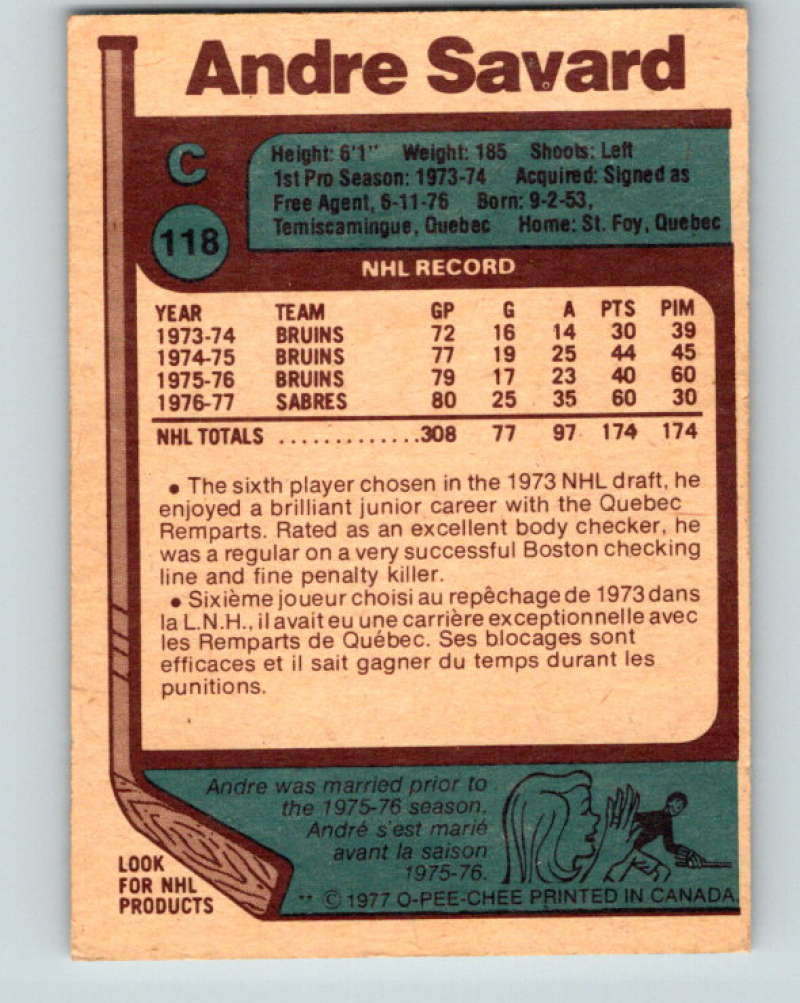 Andre Savard
C
118
Height: 6'1" Weight: 185 Shoots: Left
1st Pro Season: 1973-74 Acquired: Signed as
Free Agent, 6-11-76 Born: 9-2-53,
Temiscamingue, Quebec Home: St. Foy, Quebec
NHL RECORD
YEAR TEAM GP G A PTS PIM
1973-74 BRUINS 72 16 14 30 39
1974-75 BRUINS 77 19 25 44 45
1975-76 BRUINS 79 17 23 40 60
1976-77 SABRES 80 25 35 60 30
NHL TOTALS .............308 77 97 174 174
• The sixth player chosen in the 1973 NHL draft, he
enjoyed a brilliant junior career with the Quebec
Remparts. Rated as an excellent body checker, he
was a regular on a very successful Boston checking
line and fine penalty killer.
• Sixième joueur choisi au repêchage de 1973 dans
la L.N.H., il avait eu une carrière exceptionnelle avec
les Remparts de Québec. Ses blocages sont
efficaces et il sait gagner du temps durant les
punitions.
Andre was married prior to
the 1975-76 season.
André s'est marié
avant la saison
1975-76.
LOOK
FOR NHL
PRODUCTS
** © 1977 O-PEE-CHEE PRINTED IN CANADA